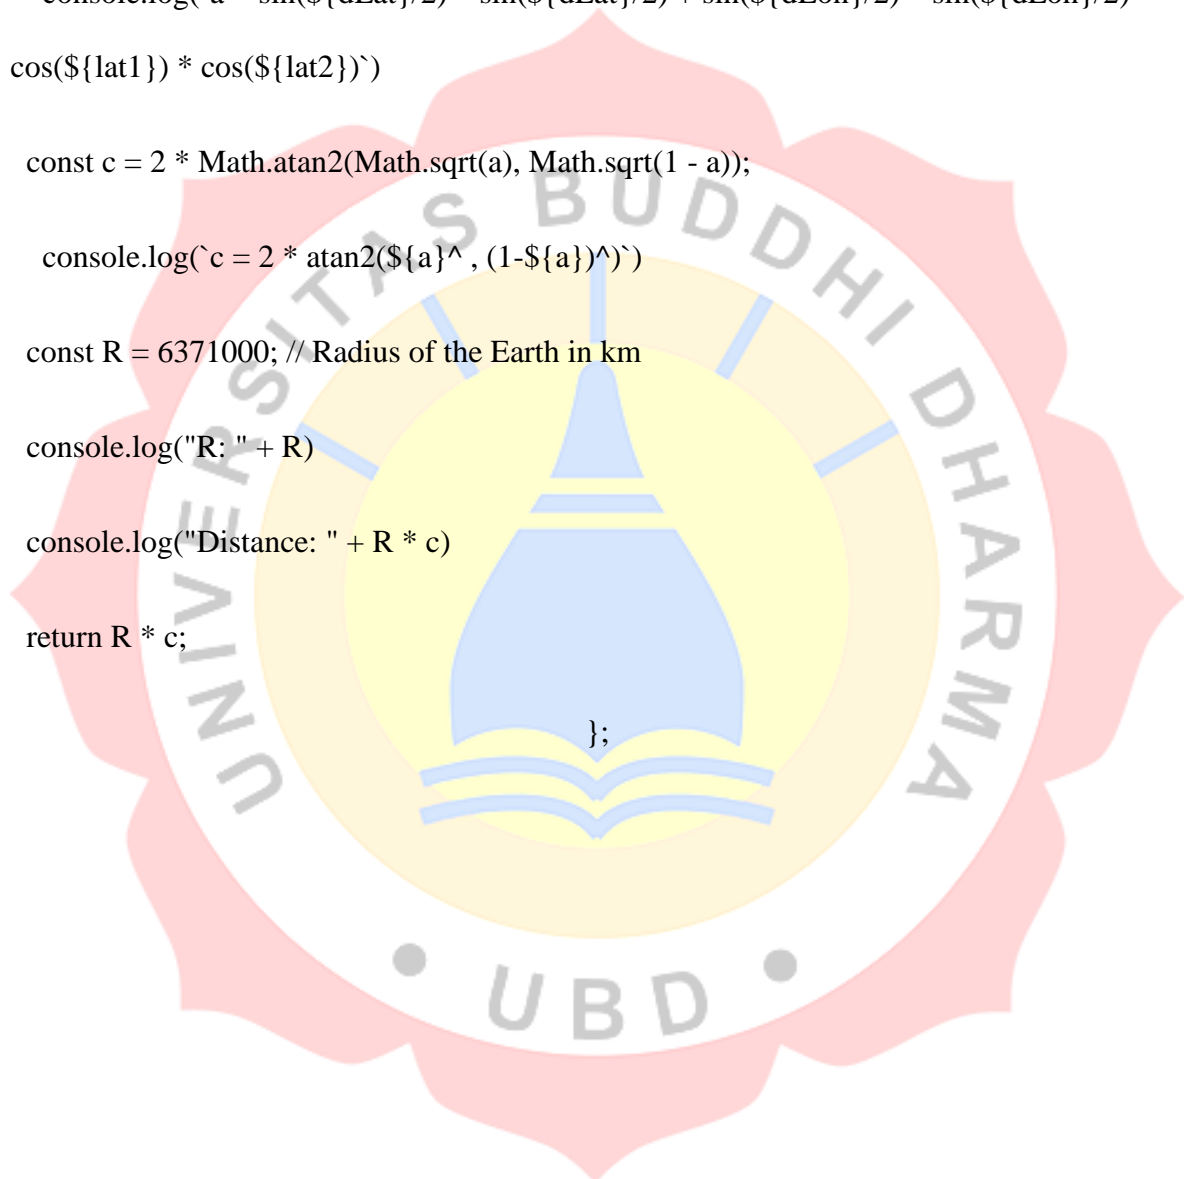 cos(${lat1}) * cos(${lat2})`)
const c = 2 * Math.atan2(Math.sqrt(a), Math.sqrt(1 - a));
console.log(`c = 2 * atan2(${a}^ , (1-${a})^)`)
const R = 6371000; // Radius of the Earth in km
console.log("R: " + R)
console.log("Distance: " + R * c)
return R * c;
};
UNIVERSITAS BUDDHI DHARMA
• UBD •